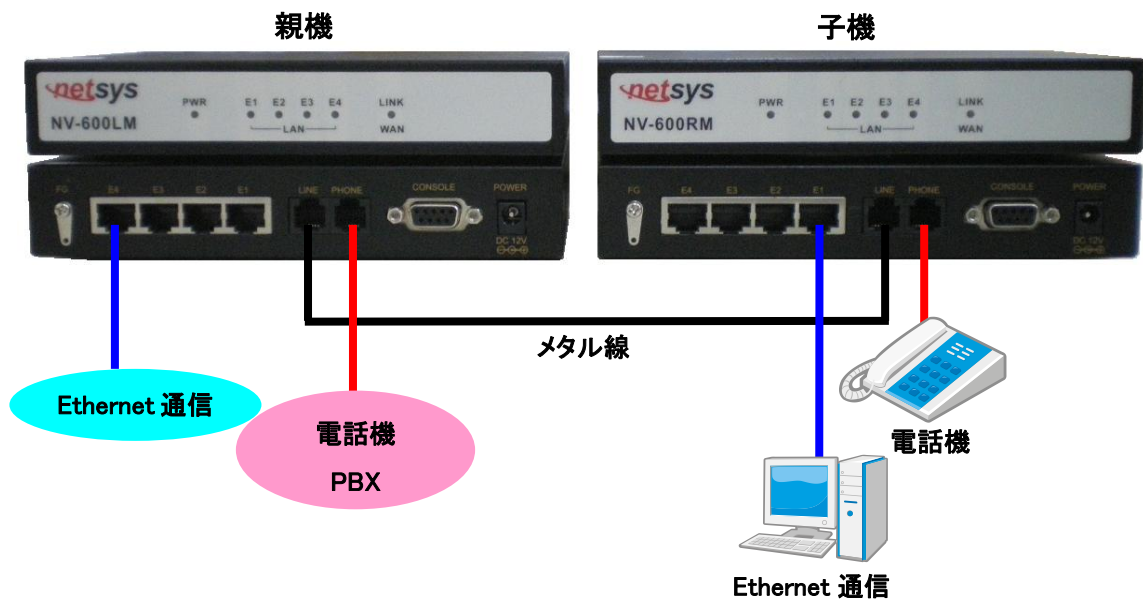 親機
子機
netsys
PWR E1 E2 E3 E4 LINK
NV-600LM LAN WAN
netsys
PWR E1 E2 E3 E4 LINK
NV-600RM LAN WAN
FG E4 E3 E2 E1 LINE PHONE CONSOLE POWER
DC 12V
FG E4 E3 E2 E1 LINE PHONE CONSOLE POWER
DC 12V
メタル線
Ethernet 通信
電話機
PBX
電話機
Ethernet 通信